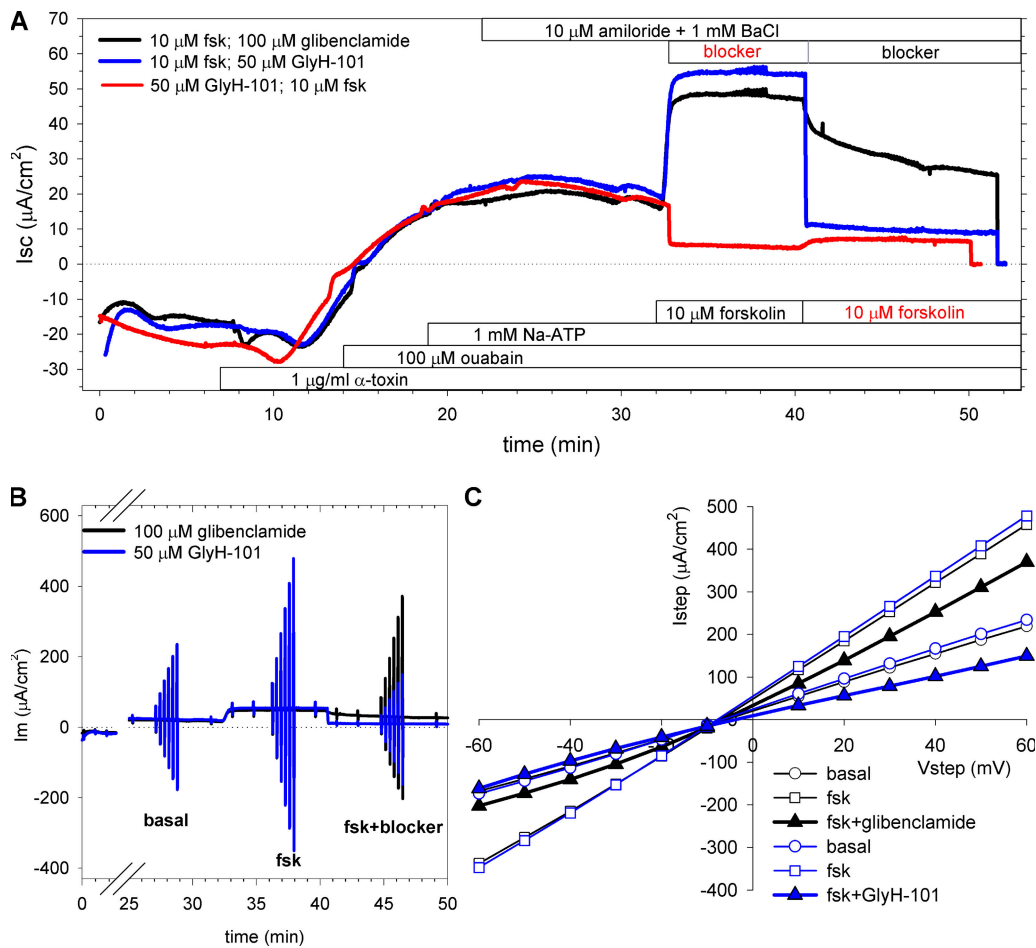 A
70
60
50
40
30
20
10
0
-10
-20
-30
Isc (µA/cm²)
10 µM fsk; 100 µM glibenclamide
10 µM fsk; 50 µM GlyH-101
50 µM GlyH-101; 10 µM fsk
10 µM amiloride + 1 mM BaCl
blocker
blocker
10 µM forskolin
10 µM forskolin
1 mM Na-ATP
100 µM ouabain
1 µg/ml α-toxin
0 10 20 30 40 50
time (min)
B
600
400
200
0
-200
-400
Im (µA/cm²)
100 µM glibenclamide
50 µM GlyH-101
basal
fsk
fsk+blocker
0 25 30 35 40 45 50
time (min)
C
500
400
300
200
100
Istep (µA/cm²)
-60 -40 -20 0 20 40 60
Vstep (mV)
-100
-200
-300
-400
basal
fsk
fsk+glibenclamide
basal
fsk
fsk+GlyH-101